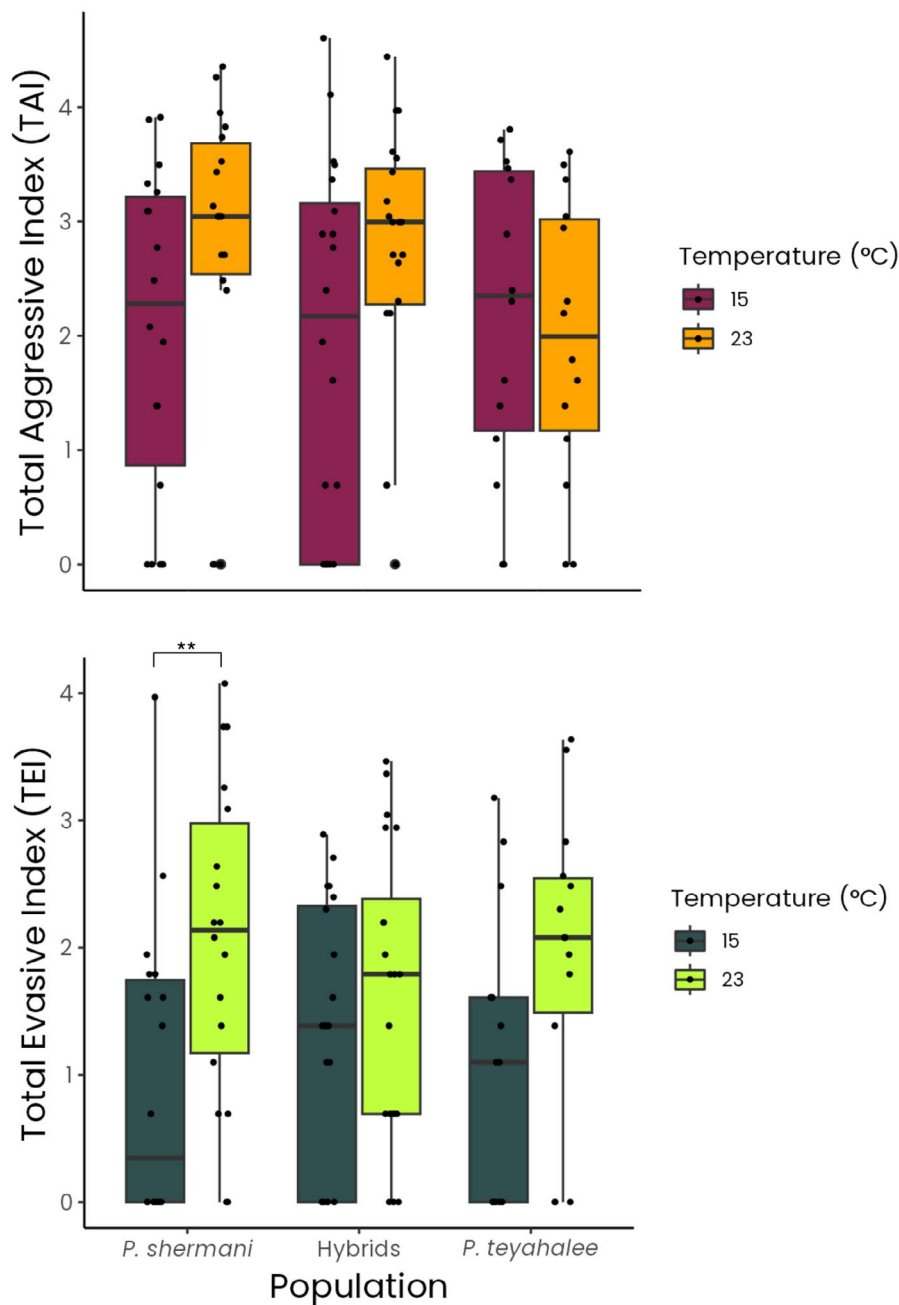 Total Aggressive Index (TAI)
4
3
2
1
0
Temperature (°C)
15
23
**
Total Evasive Index (TEI)
4
3
2
1
0
Temperature (°C)
15
23
P. shermani Hybrids P. teyahalee
Population